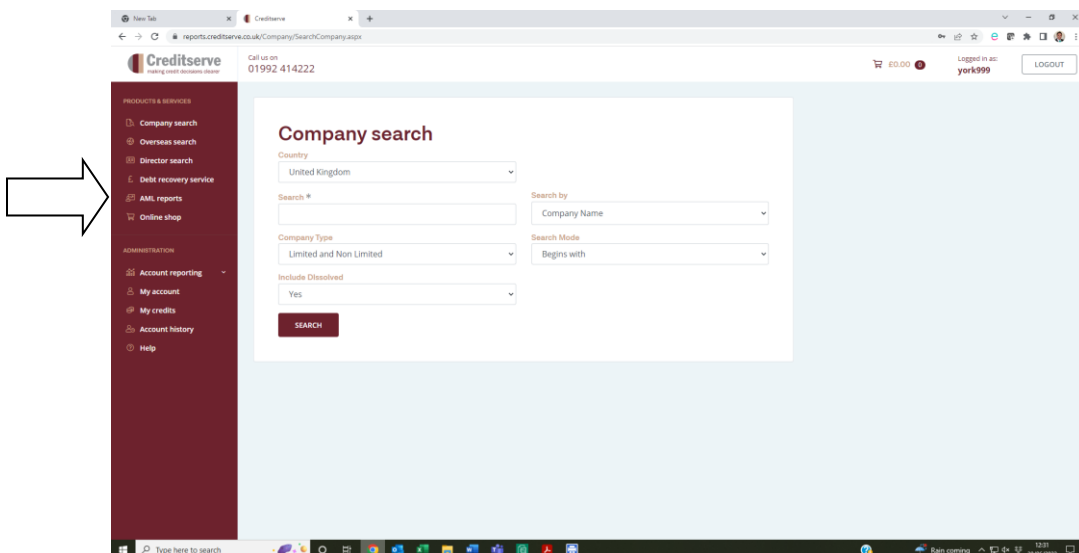 New Tab
Creditserve
reports.creditserve.co.uk/Company/SearchCompany.aspx
Creditserve
making credit decisions clearer
Call us on
01992 414222
£0.00 0
Logged in as:
york999
LOGOUT
PRODUCTS & SERVICES
Company search
Overseas search
Director search
Debt recovery service
AML reports
Online shop
ADMINISTRATION
Account reporting
My account
My credits
Account history
Help
Company search
Country
United Kingdom
Search *
Search by
Company Name
Company Type
Search Mode
Limited and Non Limited
Begins with
Include DIssolved
Yes
SEARCH
Type here to search
Rain coming
12:01